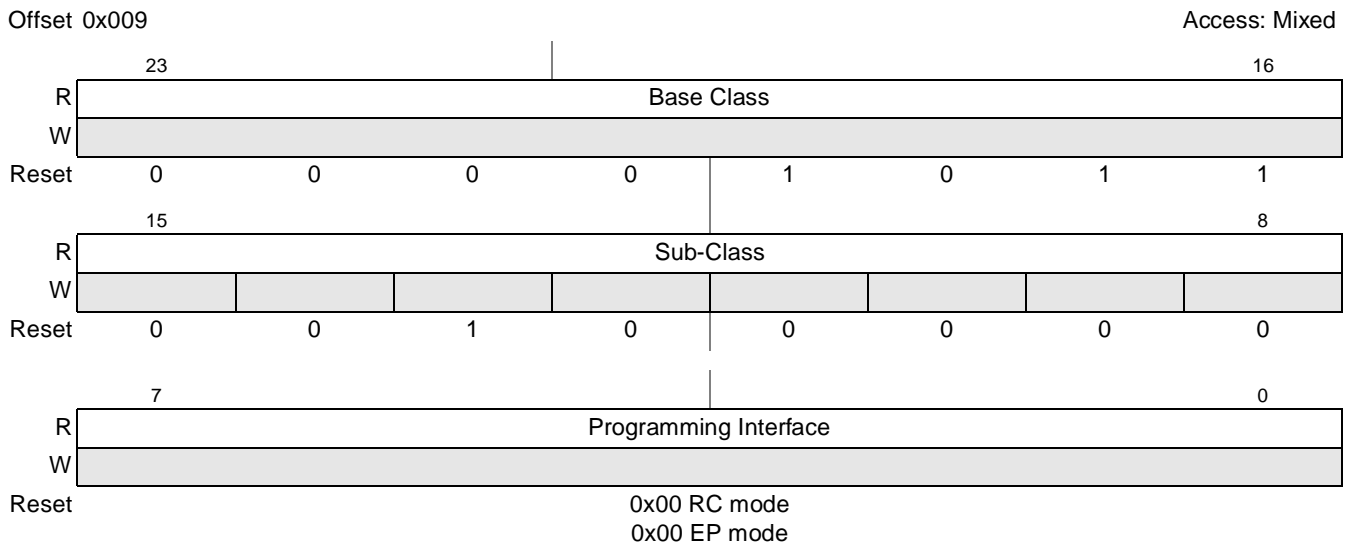 Offset 0x009 Access: Mixed
23 16
R Base Class
W
Reset 0 0 0 0 1 0 1 1
15 8
R Sub-Class
W
Reset 0 0 1 0 0 0 0 0
7 0
R Programming Interface
W
Reset 0x00 RC mode
0x00 EP mode